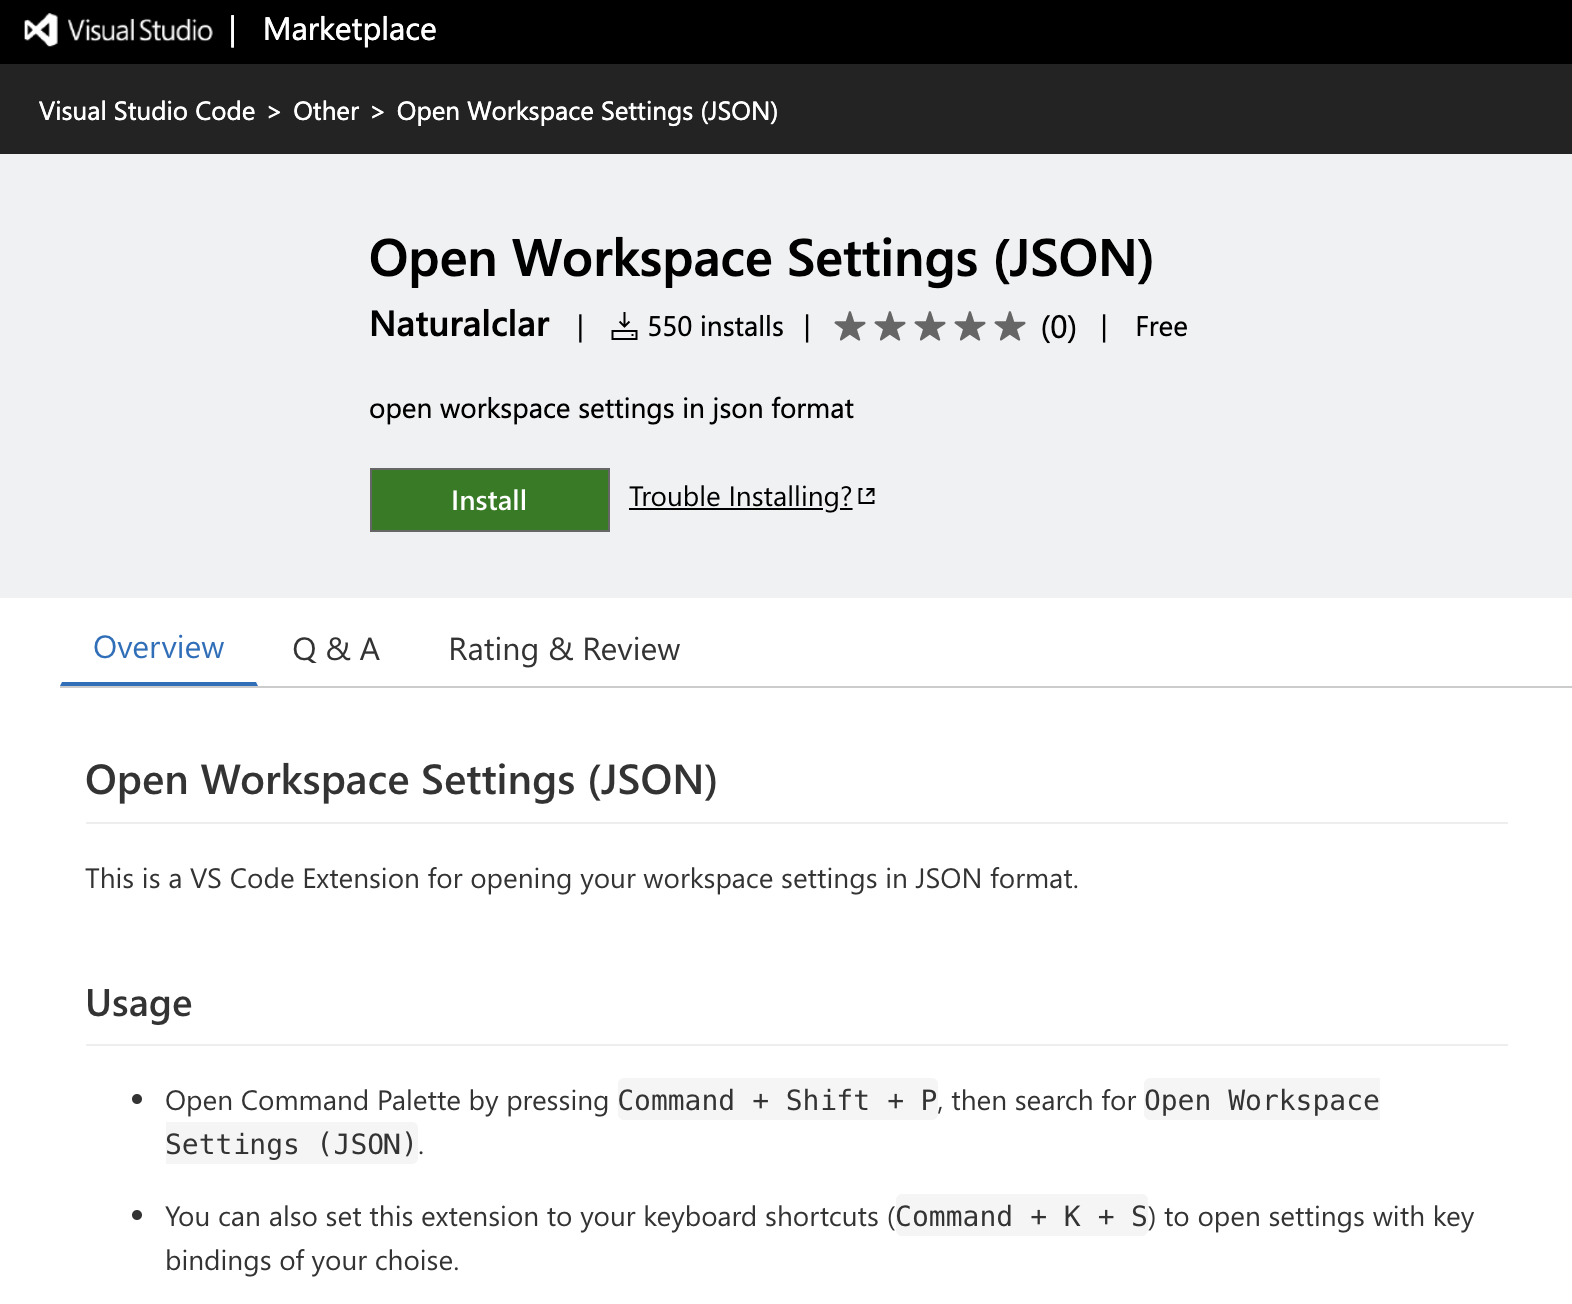 Visual Studio | Marketplace
Visual Studio Code > Other > Open Workspace Settings (JSON)
Open Workspace Settings (JSON)
Naturalclar | 550 installs | (0) | Free
open workspace settings in json format
Install Trouble Installing?
Overview Q & A Rating & Review
Open Workspace Settings (JSON)
This is a VS Code Extension for opening your workspace settings in JSON format.
Usage
• Open Command Palette by pressing Command + Shift + P, then search for Open Workspace
Settings (JSON).
• You can also set this extension to your keyboard shortcuts (Command + K + S) to open settings with key
bindings of your choise.